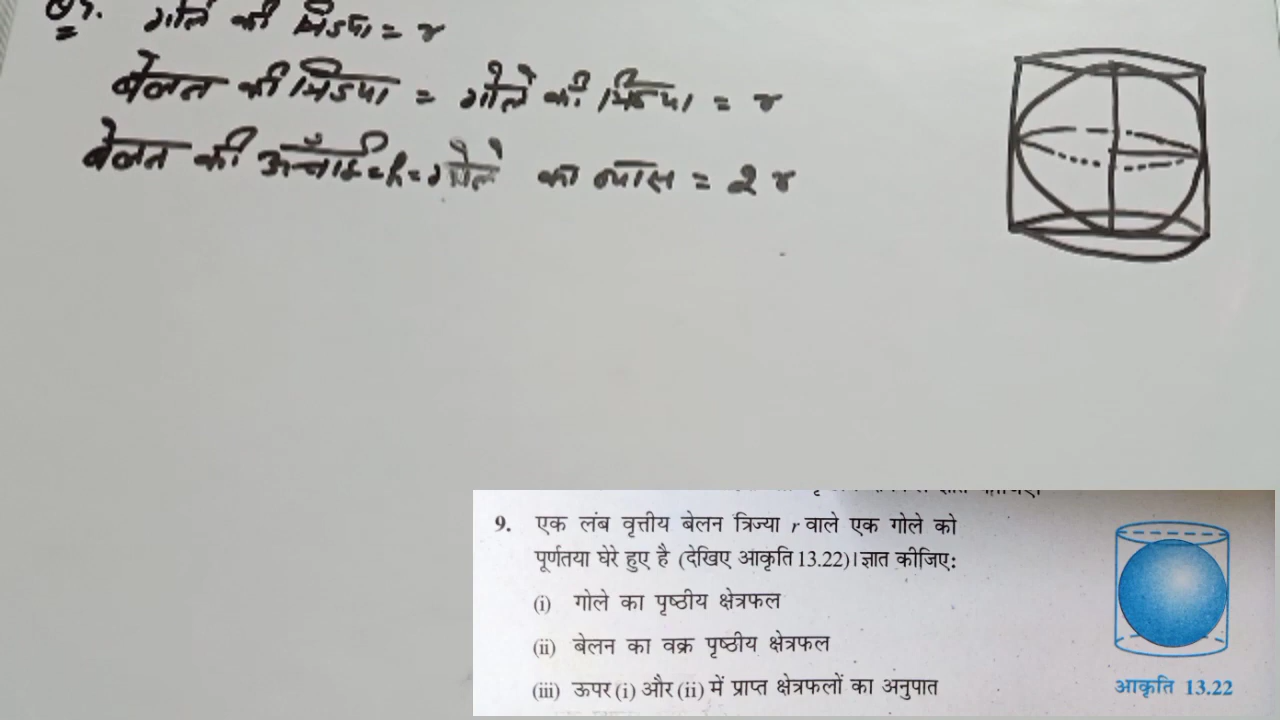 Q9. गोले की त्रिज्या = r
बेलन की त्रिज्या = गोले की त्रिज्या = r
बेलन की ऊँचाई = h = गोले का व्यास = 2r
9. एक लंब वृत्तीय बेलन त्रिज्या r वाले एक गोले को
पूर्णतया घेरे हुए है (देखिए आकृति 13.22)। ज्ञात कीजिए:
(i) गोले का पृष्ठीय क्षेत्रफल
(ii) बेलन का वक्र पृष्ठीय क्षेत्रफल
(iii) ऊपर (i) और (ii) में प्राप्त क्षेत्रफलों का अनुपात
आकृति 13.22